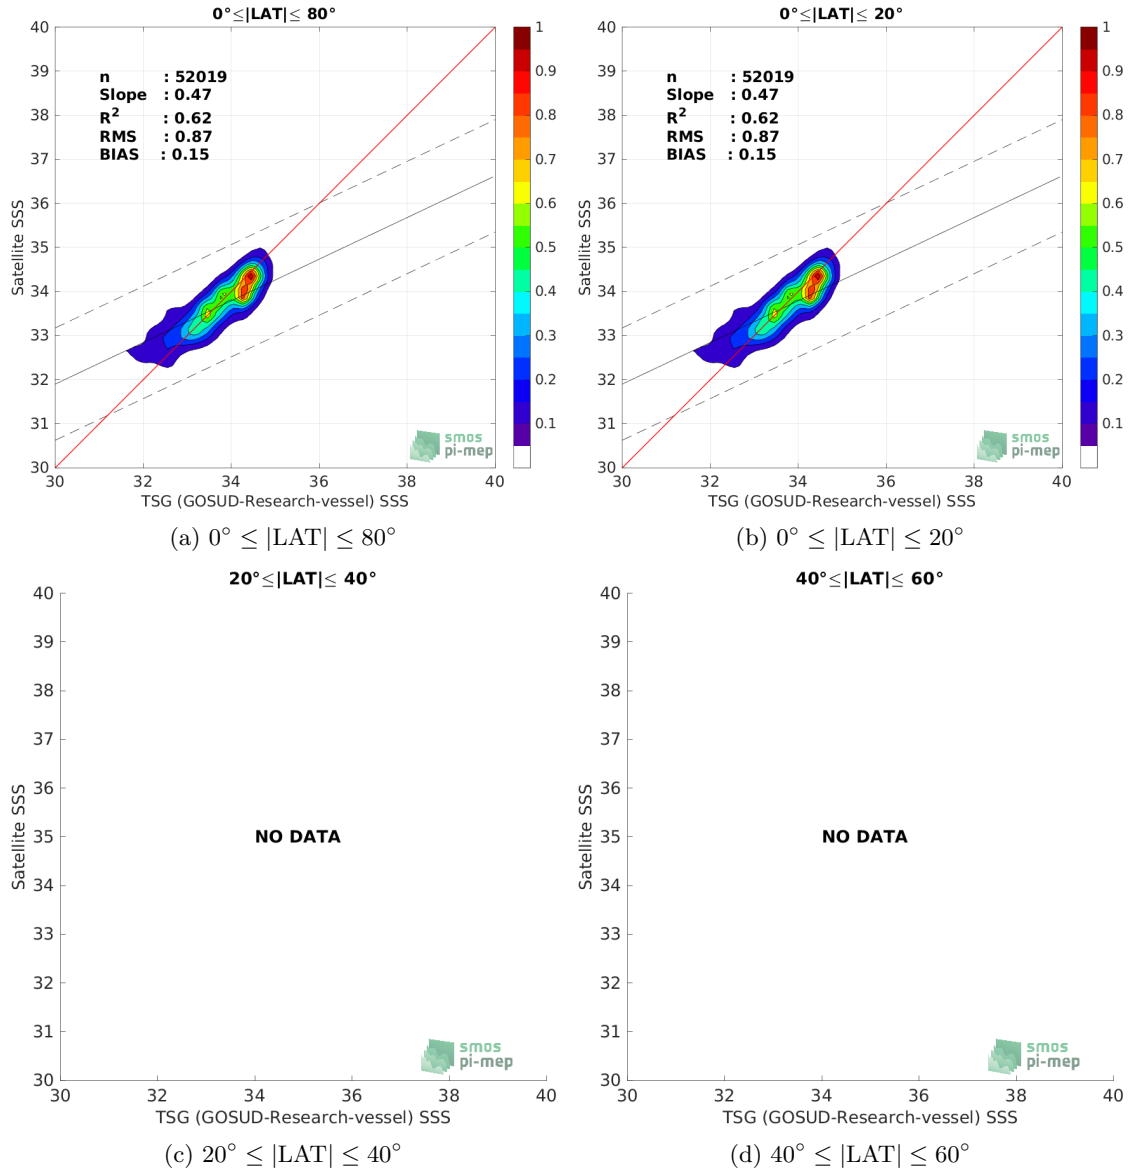 0°≤|LAT|≤ 80°
40
39
38
37
36
35
34
33
32
31
30
Satellite SSS
n : 52019
Slope : 0.47
R² : 0.62
RMS : 0.87
BIAS : 0.15
smos
pi-mep
30 32 34 36 38 40
TSG (GOSUD-Research-vessel) SSS
1
0.9
0.8
0.7
0.6
0.5
0.4
0.3
0.2
0.1
(a) 0° ≤ |LAT| ≤ 80°
0°≤|LAT|≤ 20°
40
39
38
37
36
35
34
33
32
31
30
Satellite SSS
n : 52019
Slope : 0.47
R² : 0.62
RMS : 0.87
BIAS : 0.15
smos
pi-mep
30 32 34 36 38 40
TSG (GOSUD-Research-vessel) SSS
1
0.9
0.8
0.7
0.6
0.5
0.4
0.3
0.2
0.1
(b) 0° ≤ |LAT| ≤ 20°
20°≤|LAT|≤ 40°
40
39
38
37
36
35
34
33
32
31
30
Satellite SSS
NO DATA
smos
pi-mep
30 32 34 36 38 40
TSG (GOSUD-Research-vessel) SSS
(c) 20° ≤ |LAT| ≤ 40°
40°≤|LAT|≤ 60°
40
39
38
37
36
35
34
33
32
31
30
Satellite SSS
NO DATA
smos
pi-mep
30 32 34 36 38 40
TSG (GOSUD-Research-vessel) SSS
(d) 40° ≤ |LAT| ≤ 60°